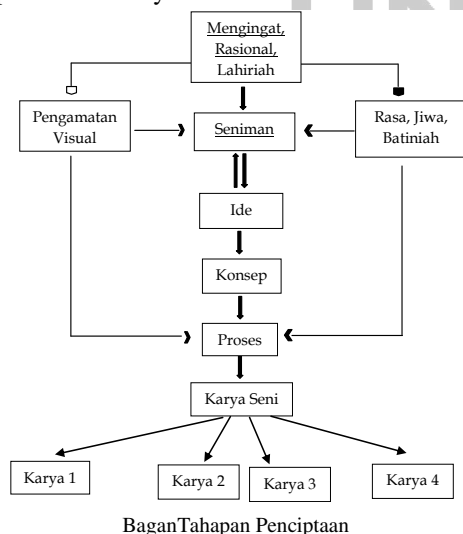 Mengingat,
Rasional,
Lahiriah
Pengamatan
Visual
Seniman
Rasa, Jiwa,
Batiniah
Ide
Konsep
Proses
Karya Seni
Karya 1
Karya 2
Karya 3
Karya 4
BaganTahapan Penciptaan